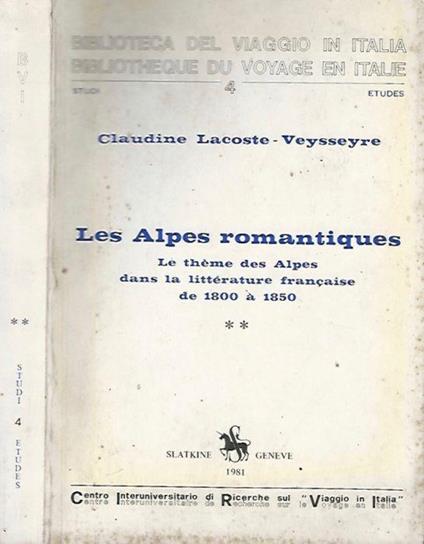 BVI
**
STUDI 4 ETUDES
BIBLIOTECA DEL VIAGGIO IN ITALIA
BIBLIOTHEQUE DU VOYAGE EN ITALIE
4
STUDI ETUDES
Claudine Lacoste-Veysseyre
Les Alpes romantiques
Le thème des Alpes
dans la littérature française
de 1800 à 1850
**
SLATKINE GENEVE
1981
Centro Interuniversitario di Ricerche sul "Viaggio in Italia"
Centre Interuniversitaire de Recherche sur le Voyage en Italie